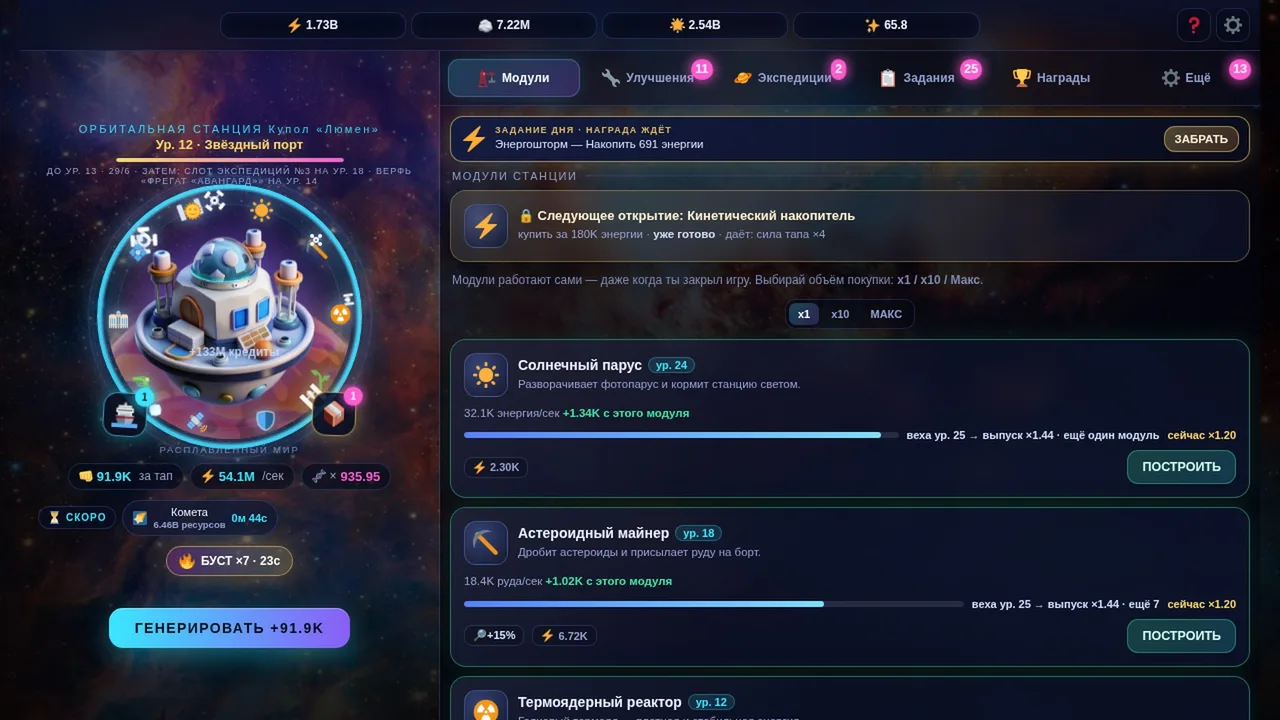 1.73B
7.22M
2.54B
65.8
Модули
Улучшения 11
Экспедиции 2
Задания 25
Награды
Ещё 13
ОРБИТАЛЬНАЯ СТАНЦИЯ Купол «Люмен»
Ур. 12 · Звёздный порт
ДО УР. 13 · 29/6 · ЗАТЕМ: СЛОТ ЭКСПЕДИЦИЙ №3 НА УР. 18 · ВЕРФЬ
«ФРЕГАТ «АВАНГАРД»» НА УР. 14
+133M кредиты
1
1
РАСПЛАВЛЕННЫЙ МИР
91.9K за тап
54.1M /сек
× 935.95
СКОРО
Комета
6.46B ресурсов
0м 44с
БУСТ ×7 · 23с
ГЕНЕРИРОВАТЬ +91.9K
ЗАДАНИЕ ДНЯ · НАГРАДА ЖДЁТ
Энергошторм — Накопить 691 энергии
ЗАБРАТЬ
МОДУЛИ СТАНЦИИ
Следующее открытие: Кинетический накопитель
купить за 180K энергии · уже готово · даёт: сила тапа ×4
Модули работают сами — даже когда ты закрыл игру. Выбирай объём покупки: x1 / x10 / Макс.
x1
x10
МАКС
Солнечный парус ур. 24
Разворачивает фотопарус и кормит станцию светом.
32.1K энергия/сек +1.34K с этого модуля
веха ур. 25 → выпуск ×1.44 · ещё один модуль сейчас ×1.20
2.30K
ПОСТРОИТЬ
Астероидный майнер ур. 18
Дробит астероиды и присылает руду на борт.
18.4K руда/сек +1.02K с этого модуля
веха ур. 25 → выпуск ×1.44 · ещё 7 сейчас ×1.20
+15%
6.72K
ПОСТРОИТЬ
Термоядерный реактор ур. 12